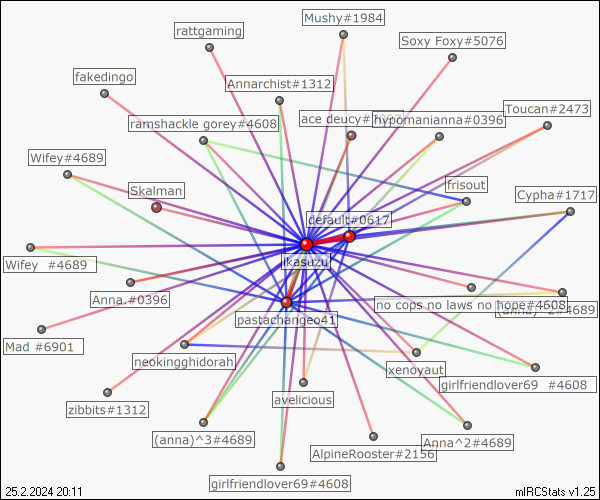 Mushy#1984
rattgaming
Soxy Foxy#5076
fakedingo
Annarchist#1312
Toucan#2473
ace deucy#
hypomanianna#0396
ramshackle gorey#4608
Wifey#4689
Skalman
frisout
Cypha#1717
default#0617
ikasuzu
Wifey #4689
Anna.#0396
no cops no laws no hope#4608
(anna)^2#4689
pastachangeo41
Mad #6901
neokingghidorah
xenoyaut
girlfriendlover69 #4608
avelicious
zibbits#1312
(anna)^3#4689
AlpineRooster#2156
Anna^2#4689
girlfriendlover69#4608
25.2.2024 20:11
mIRCStats v1.25